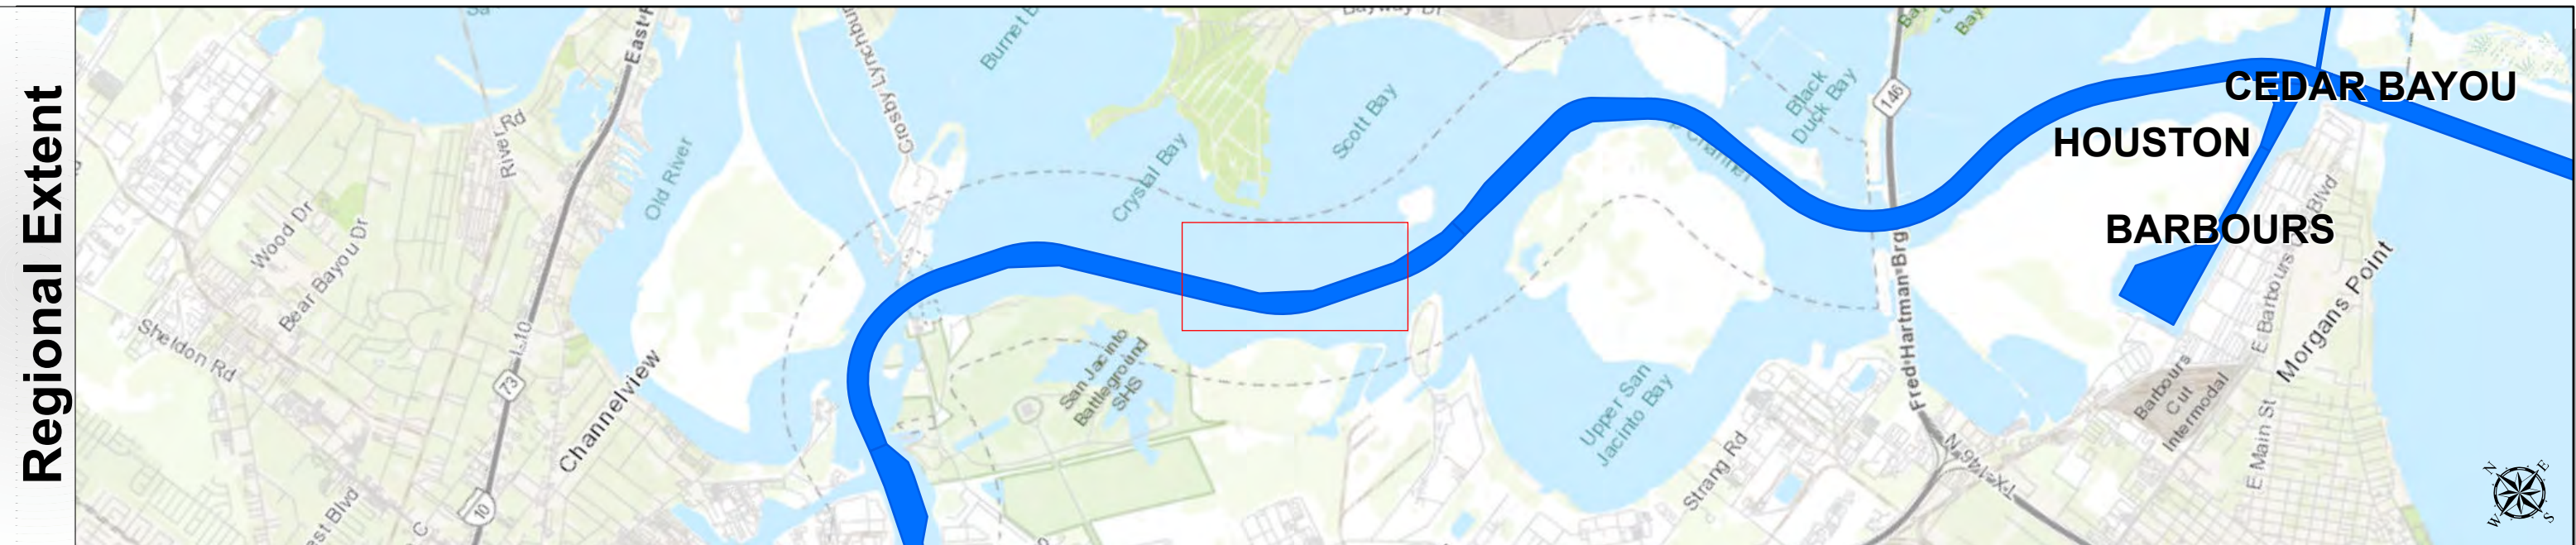 Regional Extent
River Rd
Wood Dr
Bear Bayou Dr
Sheldon Rd
Channelview
I-10
73
10
Old River
Crosby Lynchbur
Burnet B
Crystal Bay
Scott Bay
Bayway Dr
San Jacinto
Battleground
SHS
Black
Duck Bay
Channel
146
Fred Hartman Brg
Upper San
Jacinto Bay
Strang Rd
N
TX-146
CEDAR BAYOU
HOUSTON
BARBOURS
E Barbours
Blvd
Morgans Point
Barbours
Cut
Intermodal
E Main St
N
E
S
W